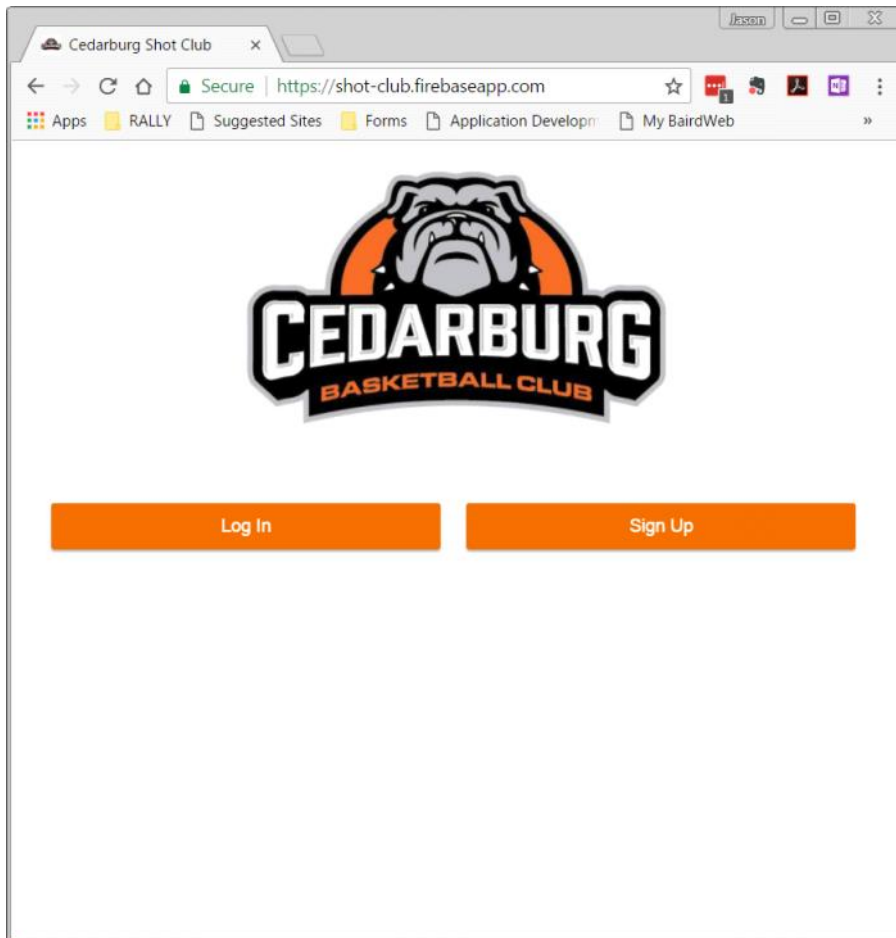 Jason
Cedarburg Shot Club
Secure https://shot-club.firebaseapp.com
1
N
Apps RALLY Suggested Sites Forms Application Developm My BairdWeb »
CEDARBURG
BASKETBALL CLUB
Log In Sign Up